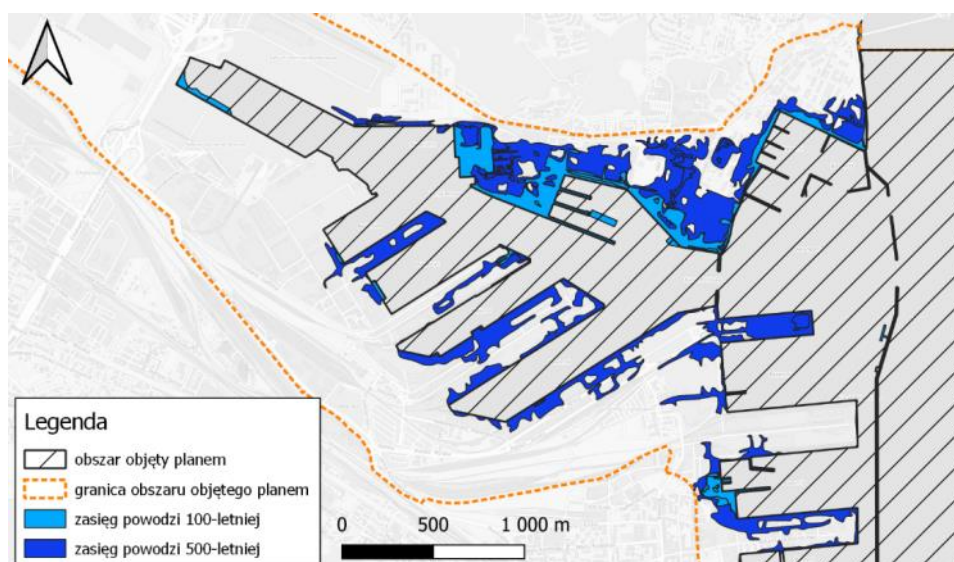 Legenda
obszar objęty planem
granica obszaru objętego planem
zasięg powodzi 100-letniej
zasięg powodzi 500-letniej
0 500 1 000 m